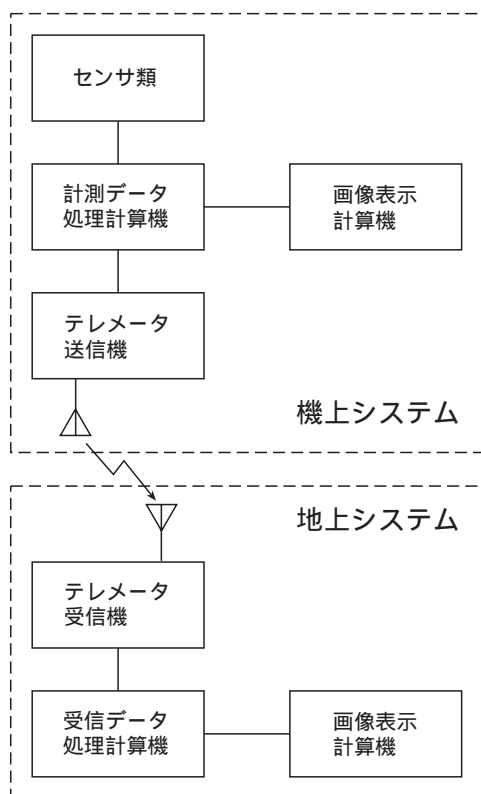 センサ類
計測データ
処理計算機
画像表示
計算機
テレメータ
送信機
機上システム
地上システム
テレメータ
受信機
受信データ
処理計算機
画像表示
計算機